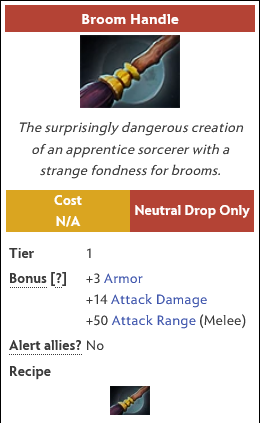 Broom Handle
The surprisingly dangerous creation
of an apprentice sorcerer with a
strange fondness for brooms.
Cost
N/A
Neutral Drop Only
Tier 1
Bonus [?] +3 Armor
+14 Attack Damage
+50 Attack Range (Melee)
Alert allies? No
Recipe